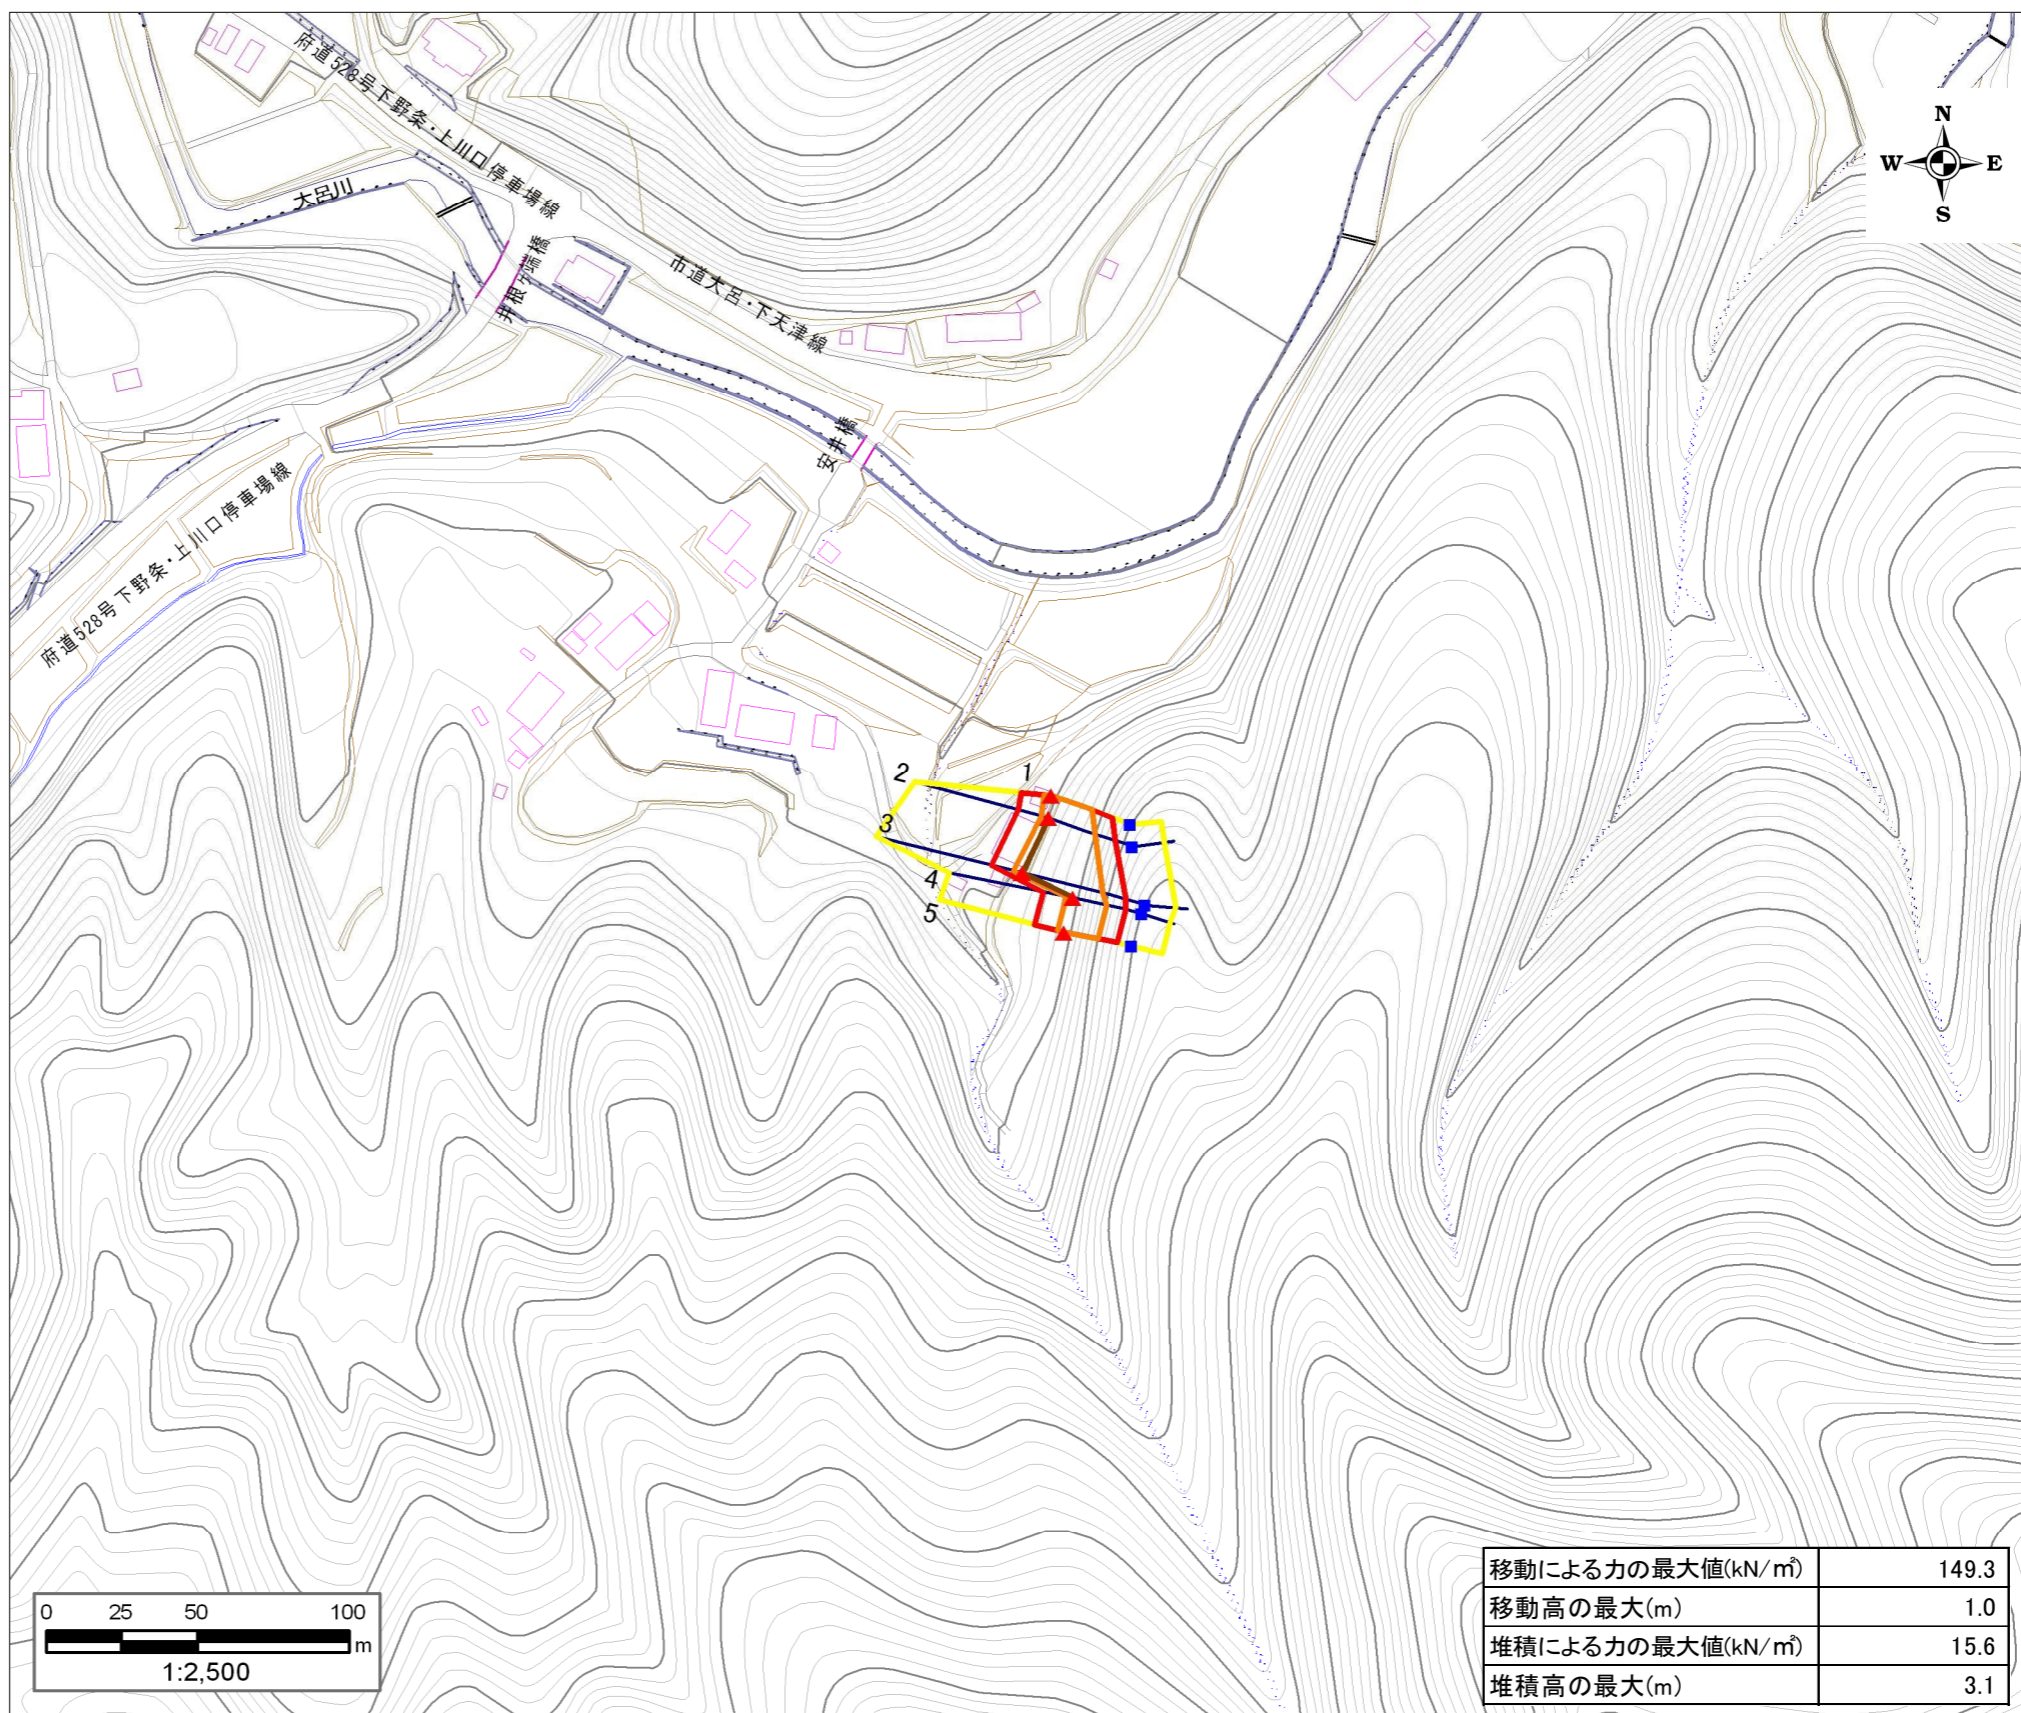 府道528号下野条・上川口停車場線
N
W E
S
大呂川
井根ヶ端橋
市道大呂・下天津線
安井橋
府道528号下野条・上川口停車場線
2
1
3
4
5
0 25 50 100
m
1:2,500
移動による力の最大値(kN/㎡) 149.3
移動高の最大(m) 1.0
堆積による力の最大値(kN/㎡) 15.6
堆積高の最大(m) 3.1